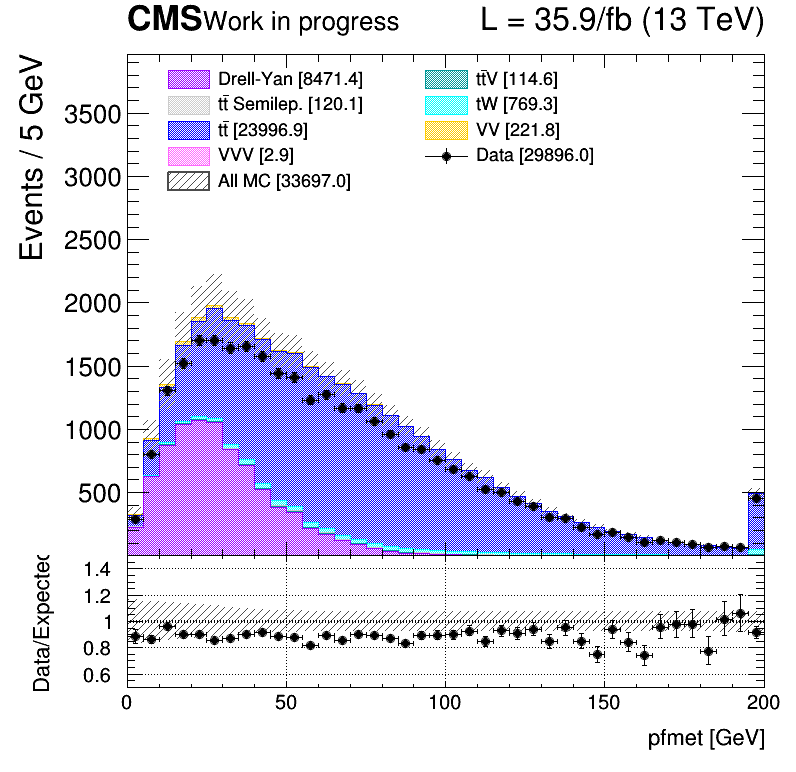 CMS Work in progress L = 35.9/fb (13 TeV)
Events / 5 GeV
Drell-Yan [8471.4]
tt̄ Semilep. [120.1]
tt̄ [23996.9]
VVV [2.9]
All MC [33697.0]
tt̄V [114.6]
tW [769.3]
VV [221.8]
Data [29896.0]
3500
3000
2500
2000
1500
1000
500
Data/Expected
1.4
1.2
1
0.8
0.6
0 50 100 150 200
pfmet [GeV]